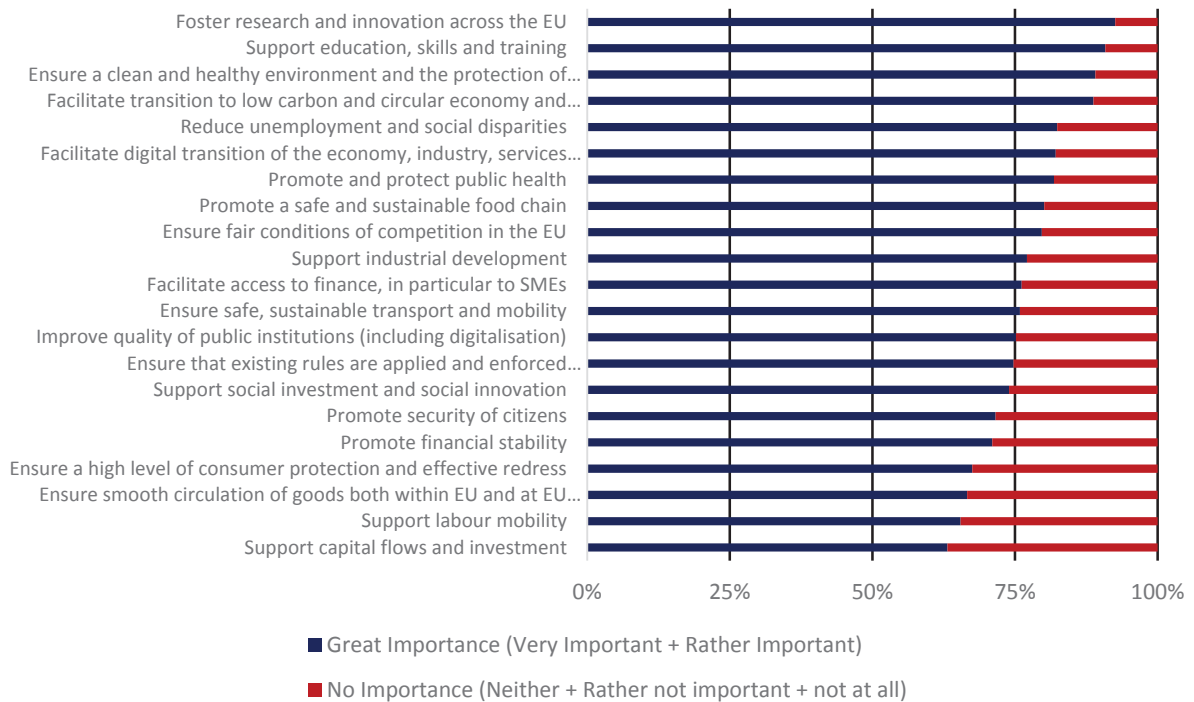 Foster research and innovation across the EU
Support education, skills and training
Ensure a clean and healthy environment and the protection of…
Facilitate transition to low carbon and circular economy and…
Reduce unemployment and social disparities
Facilitate digital transition of the economy, industry, services…
Promote and protect public health
Promote a safe and sustainable food chain
Ensure fair conditions of competition in the EU
Support industrial development
Facilitate access to finance, in particular to SMEs
Ensure safe, sustainable transport and mobility
Improve quality of public institutions (including digitalisation)
Ensure that existing rules are applied and enforced…
Support social investment and social innovation
Promote security of citizens
Promote financial stability
Ensure a high level of consumer protection and effective redress
Ensure smooth circulation of goods both within EU and at EU…
Support labour mobility
Support capital flows and investment
0% 25% 50% 75% 100%
Great Importance (Very Important + Rather Important)
No Importance (Neither + Rather not important + not at all)